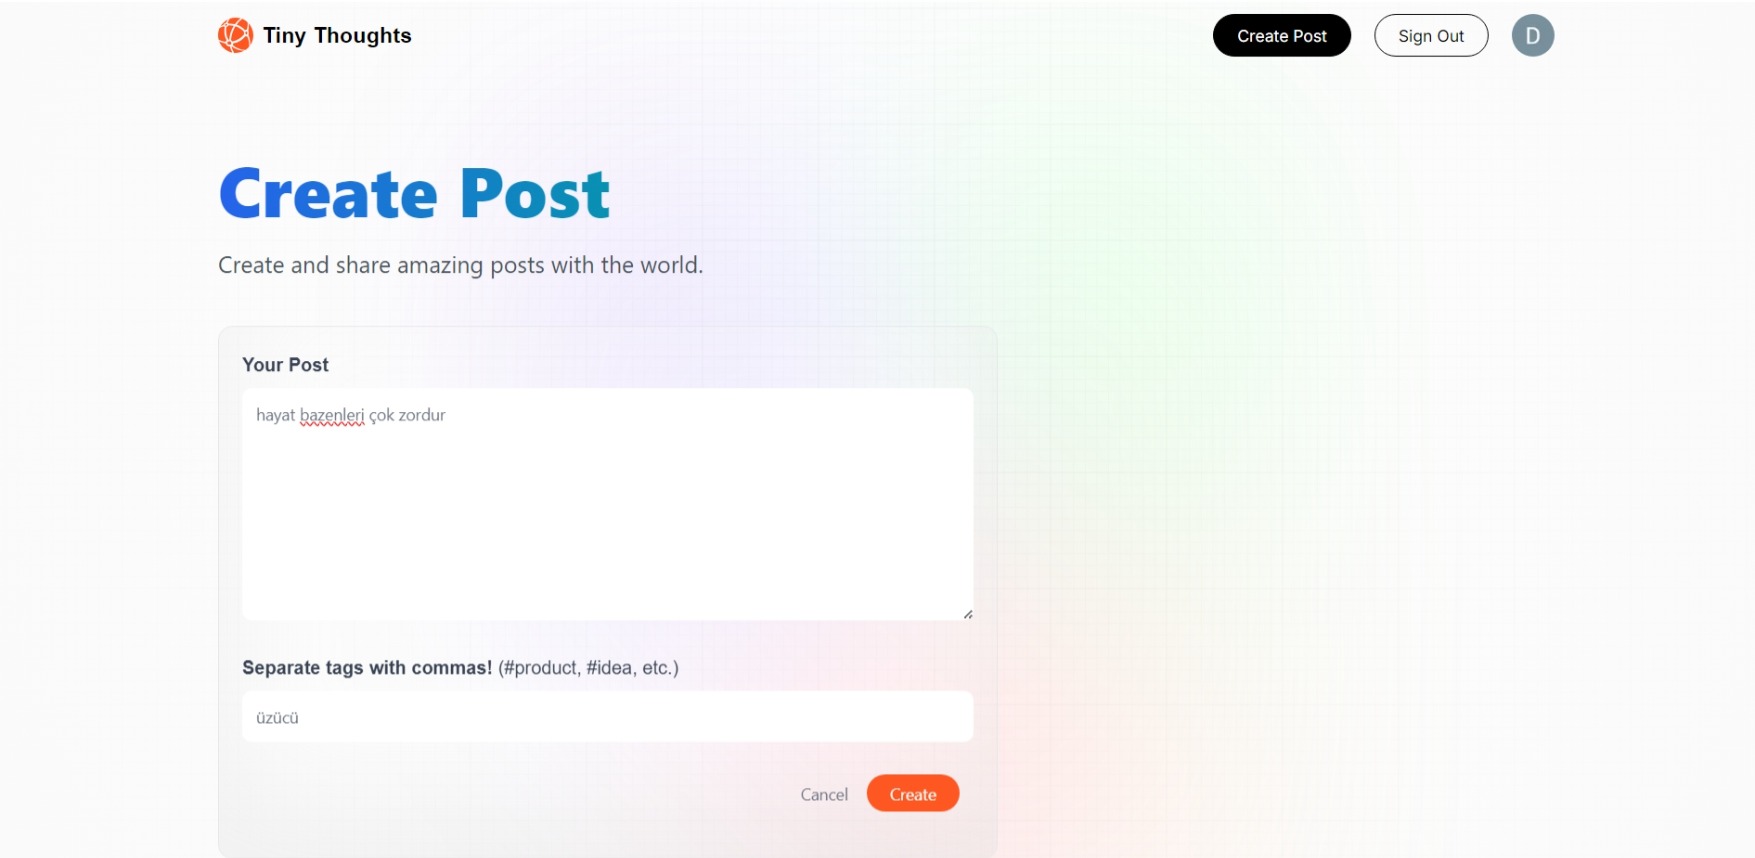 Tiny Thoughts
Create Post
Sign Out
D
Create Post
Create and share amazing posts with the world.
Your Post
hayat bazenleri çok zordur
Separate tags with commas! (#product, #idea, etc.)
üzücü
Cancel
Create